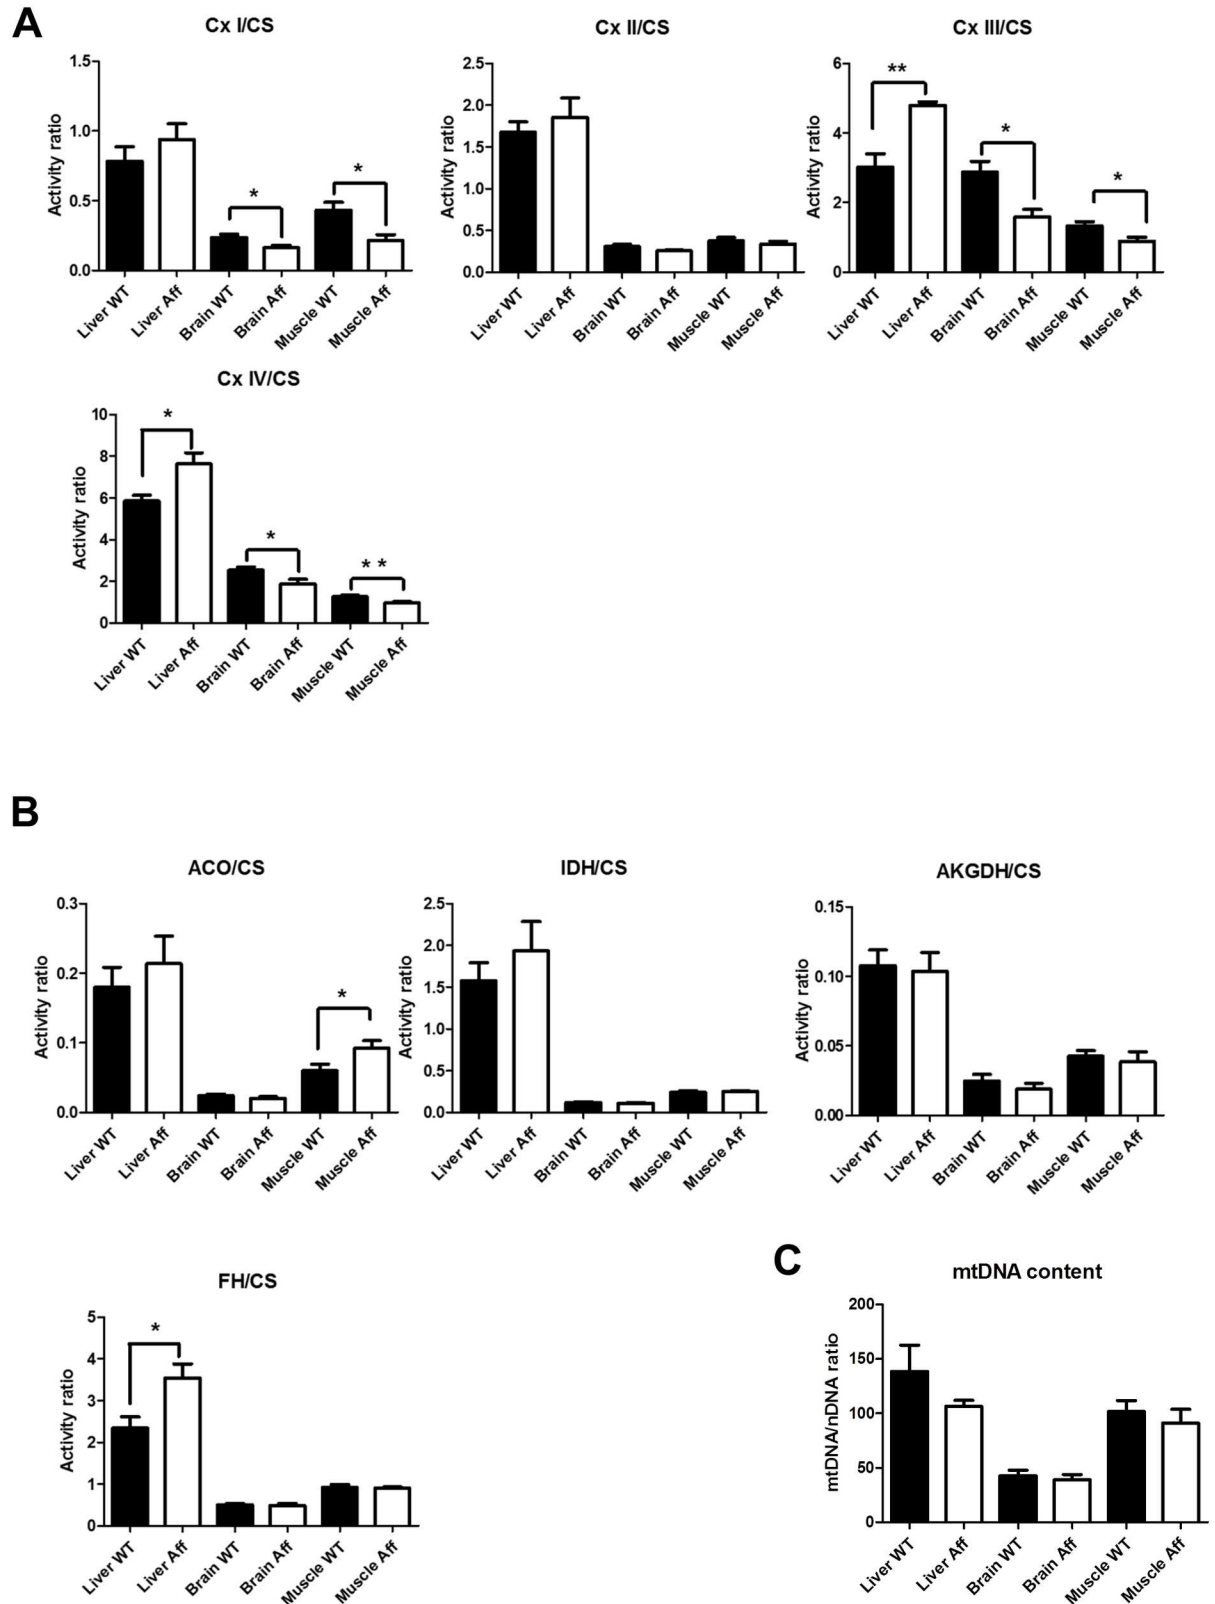 A
Cx I/CS
Activity ratio
1.5
1.0
0.5
0.0
*
*
Liver WT
Liver Aff
Brain WT
Brain Aff
Muscle WT
Muscle Aff
Cx II/CS
Activity ratio
2.5
2.0
1.5
1.0
0.5
0.0
Liver WT
Liver Aff
Brain WT
Brain Aff
Muscle WT
Muscle Aff
Cx III/CS
Activity ratio
6
4
2
0
**
*
*
Liver WT
Liver Aff
Brain WT
Brain Aff
Muscle WT
Muscle Aff
Cx IV/CS
Activity ratio
10
8
6
4
2
0
*
*
* *
Liver WT
Liver Aff
Brain WT
Brain Aff
Muscle WT
Muscle Aff
B
ACO/CS
Activity ratio
0.3
0.2
0.1
0.0
*
Liver WT
Liver Aff
Brain WT
Brain Aff
Muscle WT
Muscle Aff
IDH/CS
Activity ratio
2.5
2.0
1.5
1.0
0.5
0.0
Liver WT
Liver Aff
Brain WT
Brain Aff
Muscle WT
Muscle Aff
AKGDH/CS
Activity ratio
0.15
0.10
0.05
0.00
Liver WT
Liver Aff
Brain WT
Brain Aff
Muscle WT
Muscle Aff
FH/CS
Activity ratio
5
4
3
2
1
0
*
Liver WT
Liver Aff
Brain WT
Brain Aff
Muscle WT
Muscle Aff
C
mtDNA content
mtDNA/nDNA ratio
200
150
100
50
0
Liver WT
Liver Aff
Brain WT
Brain Aff
Muscle WT
Muscle Aff